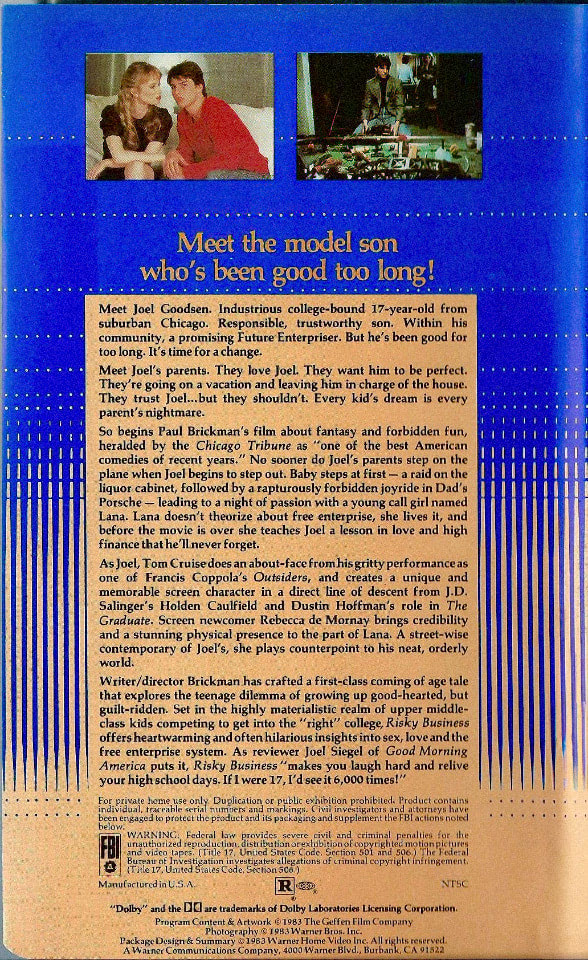 Meet the model son
who's been good too long!
Meet Joel Goodsen. Industrious college-bound 17-year-old from
suburban Chicago. Responsible, trustworthy son. Within his
community, a promising Future Enterpriser. But he's been good for
too long. It's time for a change.
Meet Joel's parents. They love Joel. They want him to be perfect.
They're going on a vacation and leaving him in charge of the house.
They trust Joel...but they shouldn't. Every kid's dream is every
parent's nightmare.
So begins Paul Brickman's film about fantasy and forbidden fun,
heralded by the Chicago Tribune as "one of the best American
comedies of recent years." No sooner do Joel's parents step on the
plane when Joel begins to step out. Baby steps at first — a raid on the
liquor cabinet, followed by a rapturously forbidden joyride in Dad's
Porsche — leading to a night of passion with a young call girl named
Lana. Lana doesn't theorize about free enterprise, she lives it, and
before the movie is over she teaches Joel a lesson in love and high
finance that he'll never forget.
As Joel, Tom Cruise does an about-face from his gritty performance as
one of Francis Coppola's Outsiders, and creates a unique and
memorable screen character in a direct line of descent from J.D.
Salinger's Holden Caulfield and Dustin Hoffman's role in The
Graduate. Screen newcomer Rebecca de Mornay brings credibility
and a stunning physical presence to the part of Lana. A street-wise
contemporary of Joel's, she plays counterpoint to his neat, orderly
world.
Writer/director Brickman has crafted a first-class coming of age tale
that explores the teenage dilemma of growing up good-hearted, but
guilt-ridden. Set in the highly materialistic realm of upper middle-
class kids competing to get into the "right" college, Risky Business
offers heartwarming and often hilarious insights into sex, love and the
free enterprise system. As reviewer Joel Siegel of Good Morning
America puts it, Risky Business "makes you laugh hard and relive
your high school days. If I were 17, I'd see it 6,000 times!"
For private home use only. Duplication or public exhibition prohibited. Product contains
individual, traceable serial numbers and markings. Civil investigators and attorneys have
been engaged to protect the product and its packaging and supplement the FBI actions noted
below.
FBI
WARNING. Federal law provides severe civil and criminal penalties for the
unauthorized reproduction, distribution or exhibition of copyrighted motion pictures
and video tapes. (Title 17, United States Code, Section 501 and 506.) The Federal
Bureau of Investigation investigates allegations of criminal copyright infringement.
(Title 17, United States Code, Section 506.)
Manufactured in U.S.A. R NTSC
"Dolby" and the are trademarks of Dolby Laboratories Licensing Corporation.
Program Content & Artwork © 1983 The Geffen Film Company
Photography © 1983 Warner Bros. Inc.
Package Design & Summary © 1983 Warner Home Video Inc. All rights reserved.
A Warner Communications Company, 4000 Warner Blvd., Burbank, CA 91522